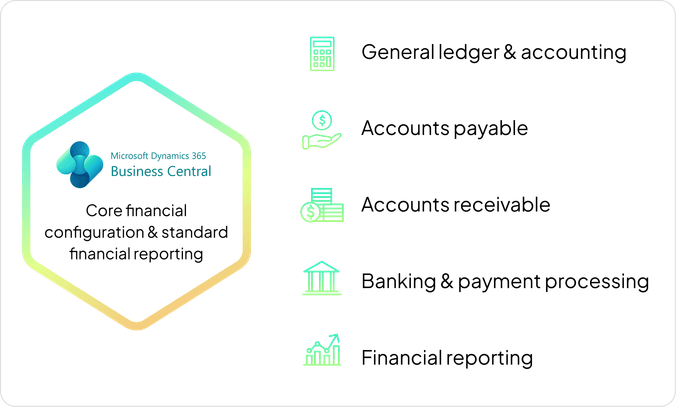 Microsoft Dynamics 365
Business Central
Core financial
configuration & standard
financial reporting
General ledger & accounting
Accounts payable
Accounts receivable
Banking & payment processing
Financial reporting
$
$